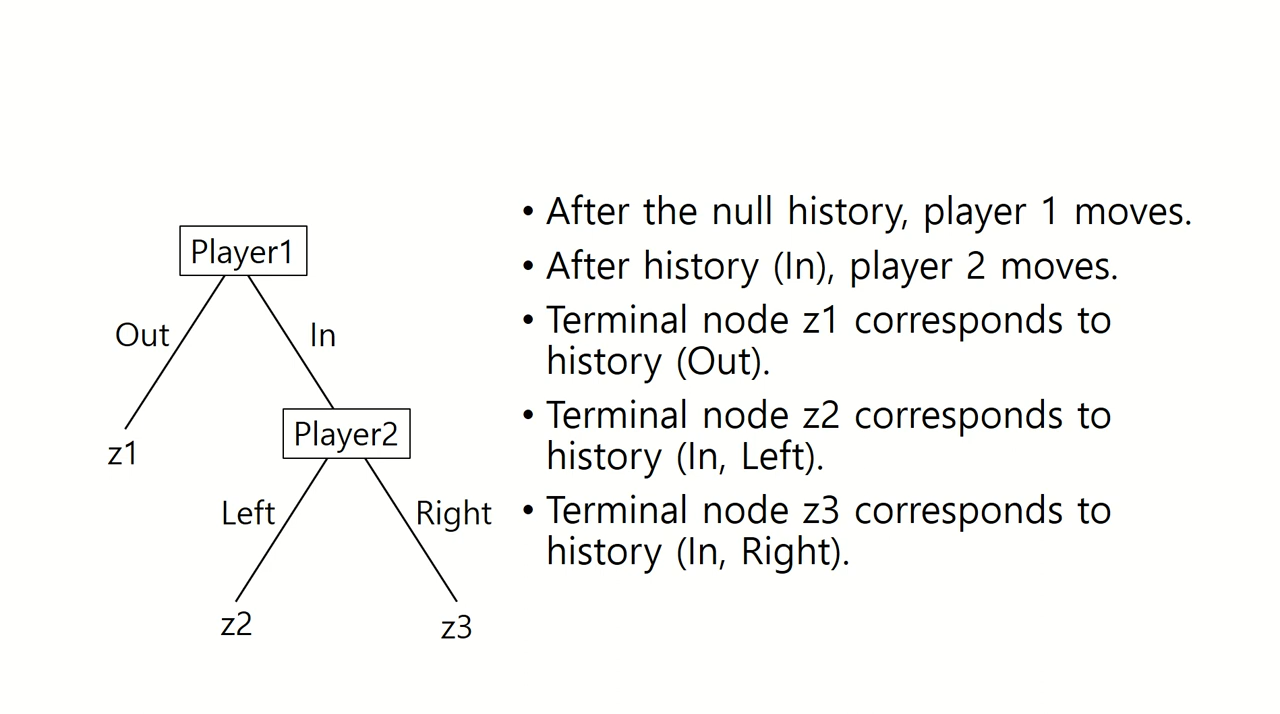 Player1
Out
In
z1
Player2
Left
Right
z2
z3
• After the null history, player 1 moves.
• After history (In), player 2 moves.
• Terminal node z1 corresponds to
history (Out).
• Terminal node z2 corresponds to
history (In, Left).
• Terminal node z3 corresponds to
history (In, Right).